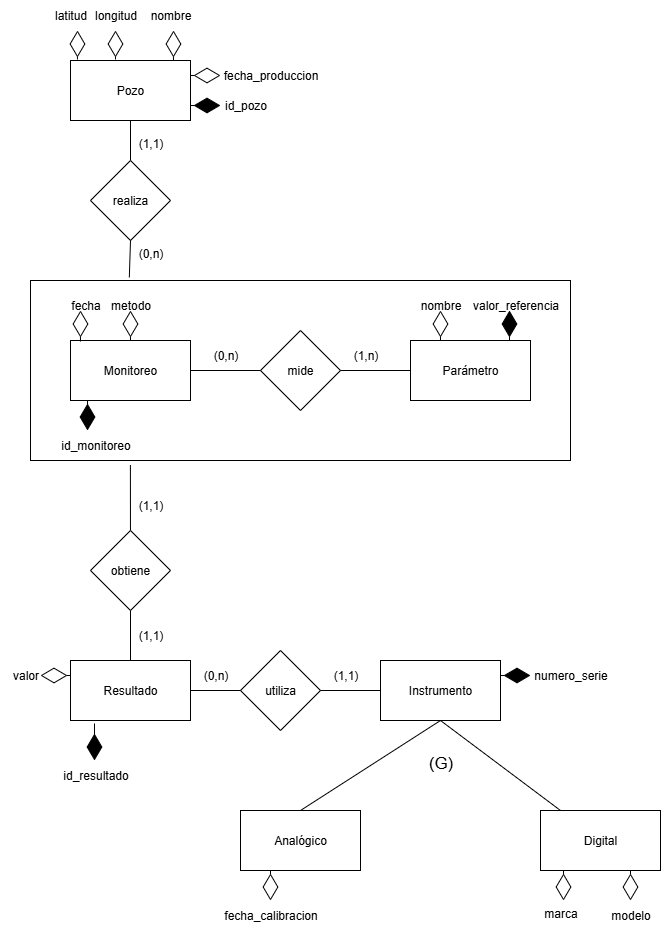 latitud longitud nombre
fecha_produccion
Pozo
id_pozo
(1,1)
realiza
(0,n)
fecha metodo nombre valor_referencia
(0,n) (1,n)
Monitoreo mide Parámetro
id_monitoreo
(1,1)
obtiene
(1,1)
valor (0,n) (1,1) numero_serie
Resultado utiliza Instrumento
(G)
id_resultado
Analógico Digital
fecha_calibracion marca modelo